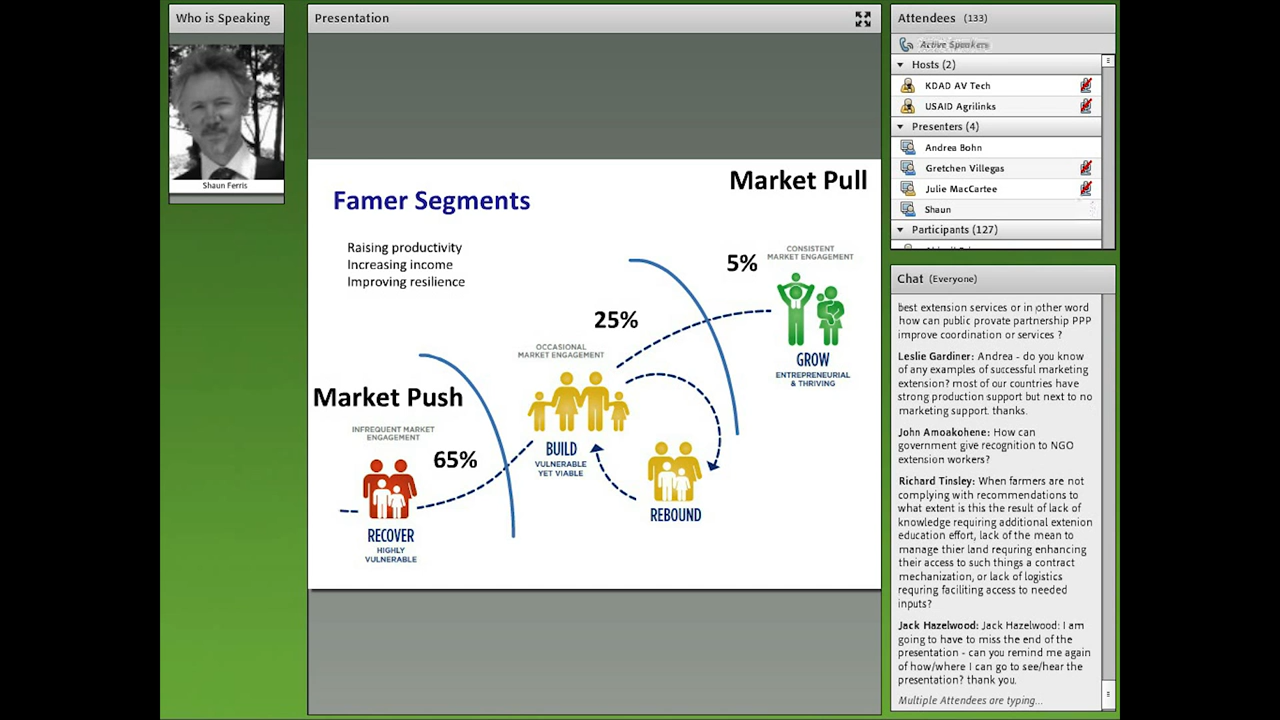 Who is Speaking
Shaun Ferris
Presentation
Market Pull
Famer Segments
Raising productivity
Increasing income
Improving resilience
5%
CONSISTENT
MARKET ENGAGEMENT
25%
OCCASIONAL
MARKET ENGAGEMENT
GROW
ENTREPRENEURIAL
& THRIVING
Market Push
INFREQUENT MARKET
ENGAGEMENT
65%
BUILD
VULNERABLE
YET VIABLE
REBOUND
RECOVER
HIGHLY
VULNERABLE
Attendees (133)
Active Speakers
Hosts (2)
KDAD AV Tech
USAID Agrilinks
Presenters (4)
Andrea Bohn
Gretchen Villegas
Julie MacCartee
Shaun
Participants (127)
Chat (Everyone)
best extension services or in other word
how can public provate partnership PPP
improve coordination or services ?
Leslie Gardiner: Andrea - do you know
of any examples of successful marketing
extension? most of our countries have
strong production support but next to no
marketing support. thanks.
John Amoakohene: How can
government give recognition to NGO
extension workers?
Richard Tinsley: When farmers are not
complying with recommendations to
what extent is this the result of lack of
knowledge requiring additional extenion
education effort, lack of the mean to
manage thier land requring enhancing
their access to such things a contract
mechanization, or lack of logistics
requring faciliting access to needed
inputs?
Jack Hazelwood: Jack Hazelwood: I am
going to have to miss the end of the
presentation - can you remind me again
of how/where I can go to see/hear the
presentation? thank you.
Multiple Attendees are typing...